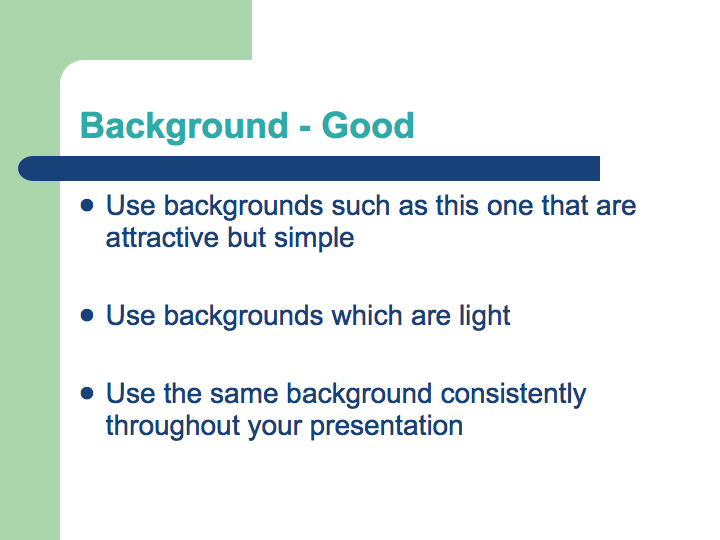 Background - Good
● Use backgrounds such as this one that are
attractive but simple
● Use backgrounds which are light
● Use the same background consistently
throughout your presentation